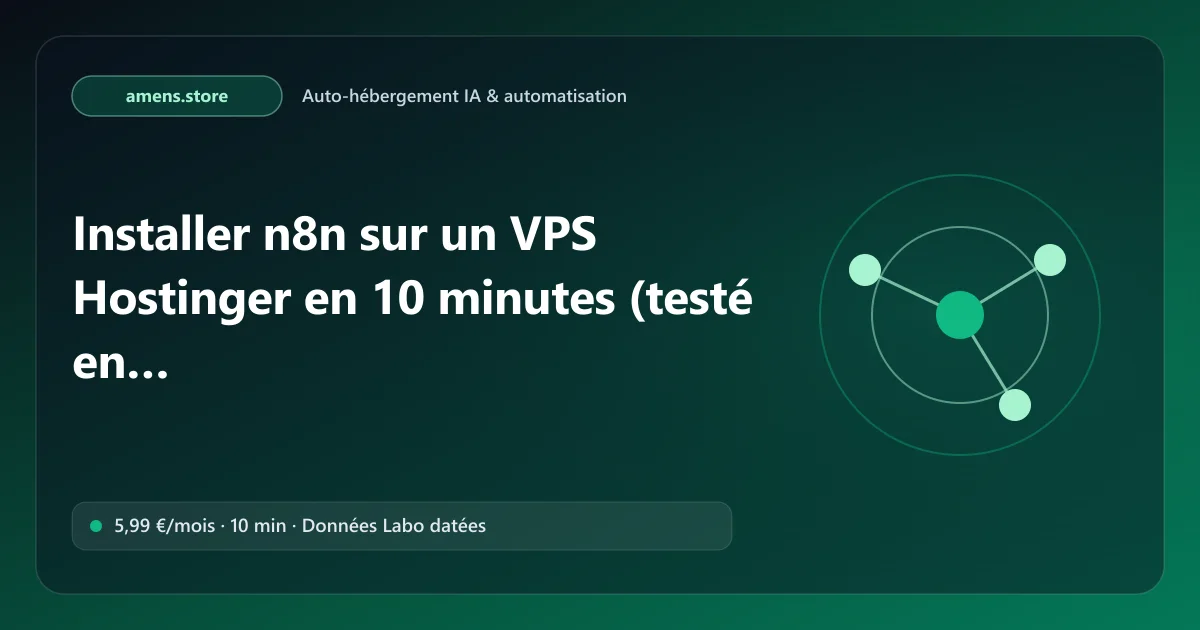 amens.store
Auto-hébergement IA & automatisation
Installer n8n sur un VPS
Hostinger en 10 minutes (testé
en…
5,99 €/mois · 10 min · Données Labo datées